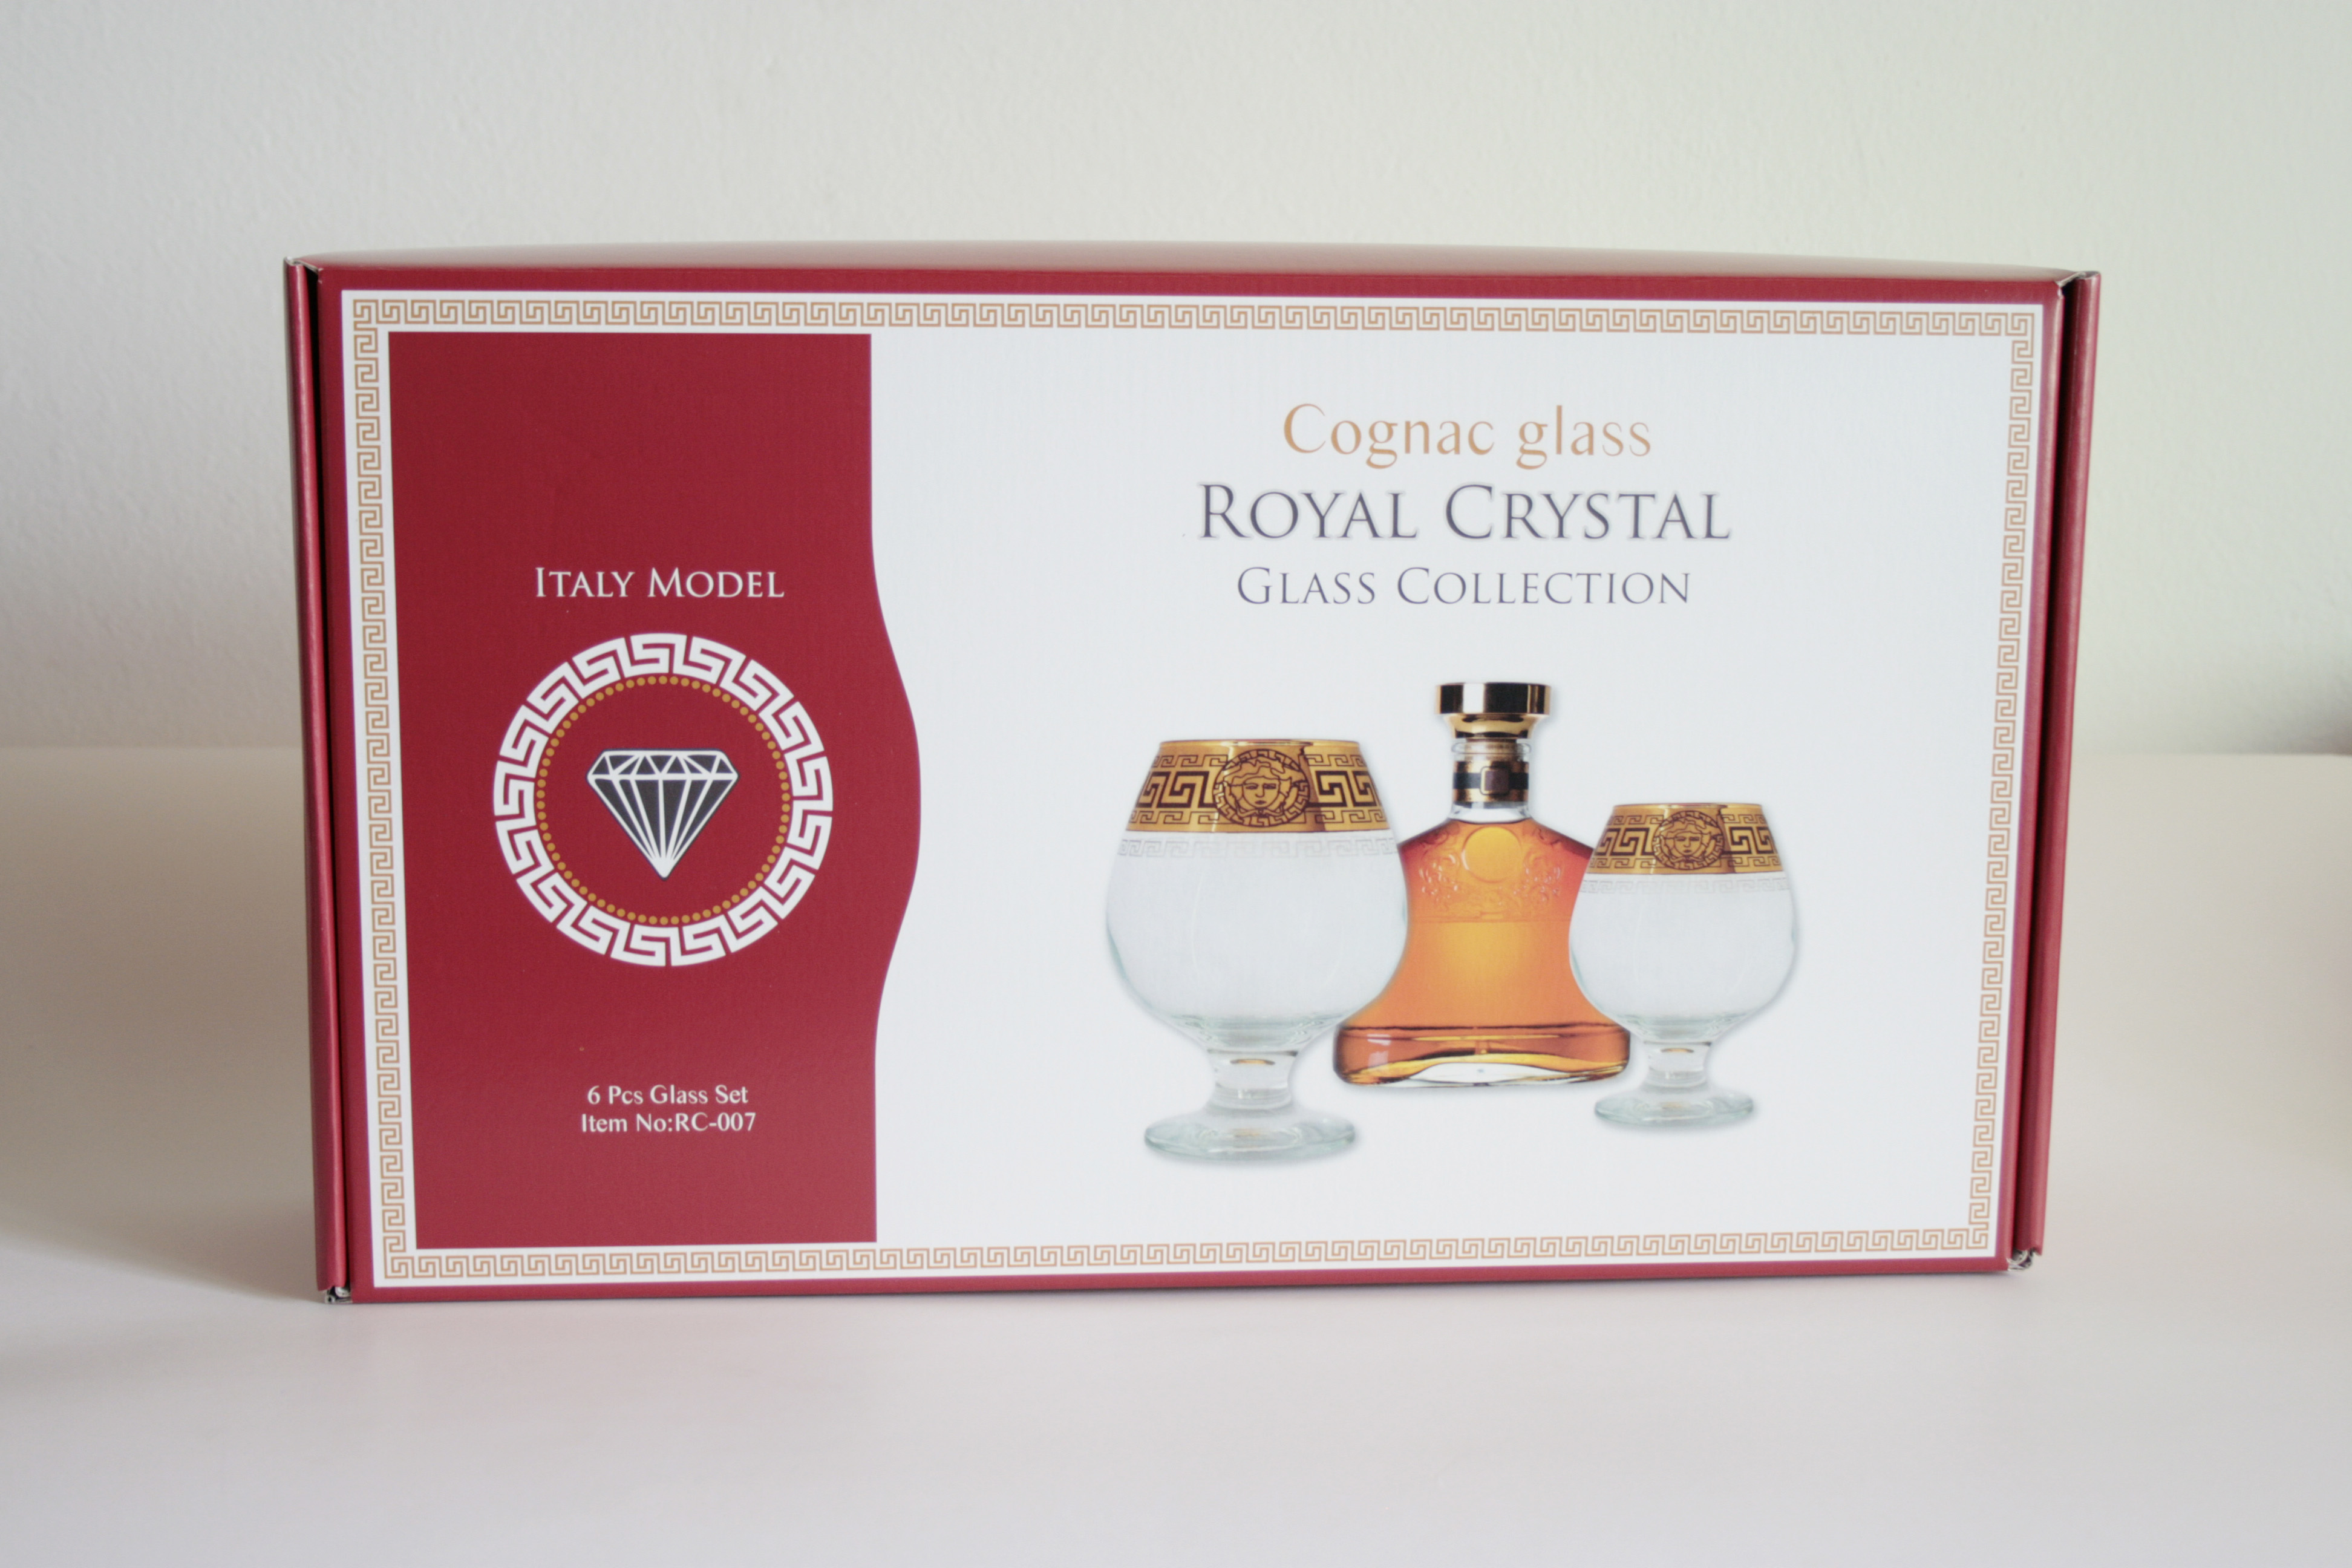 Italy Model
6 Pcs Glass Set
Item No:RC-007
Cognac glass
Royal Crystal
Glass Collection